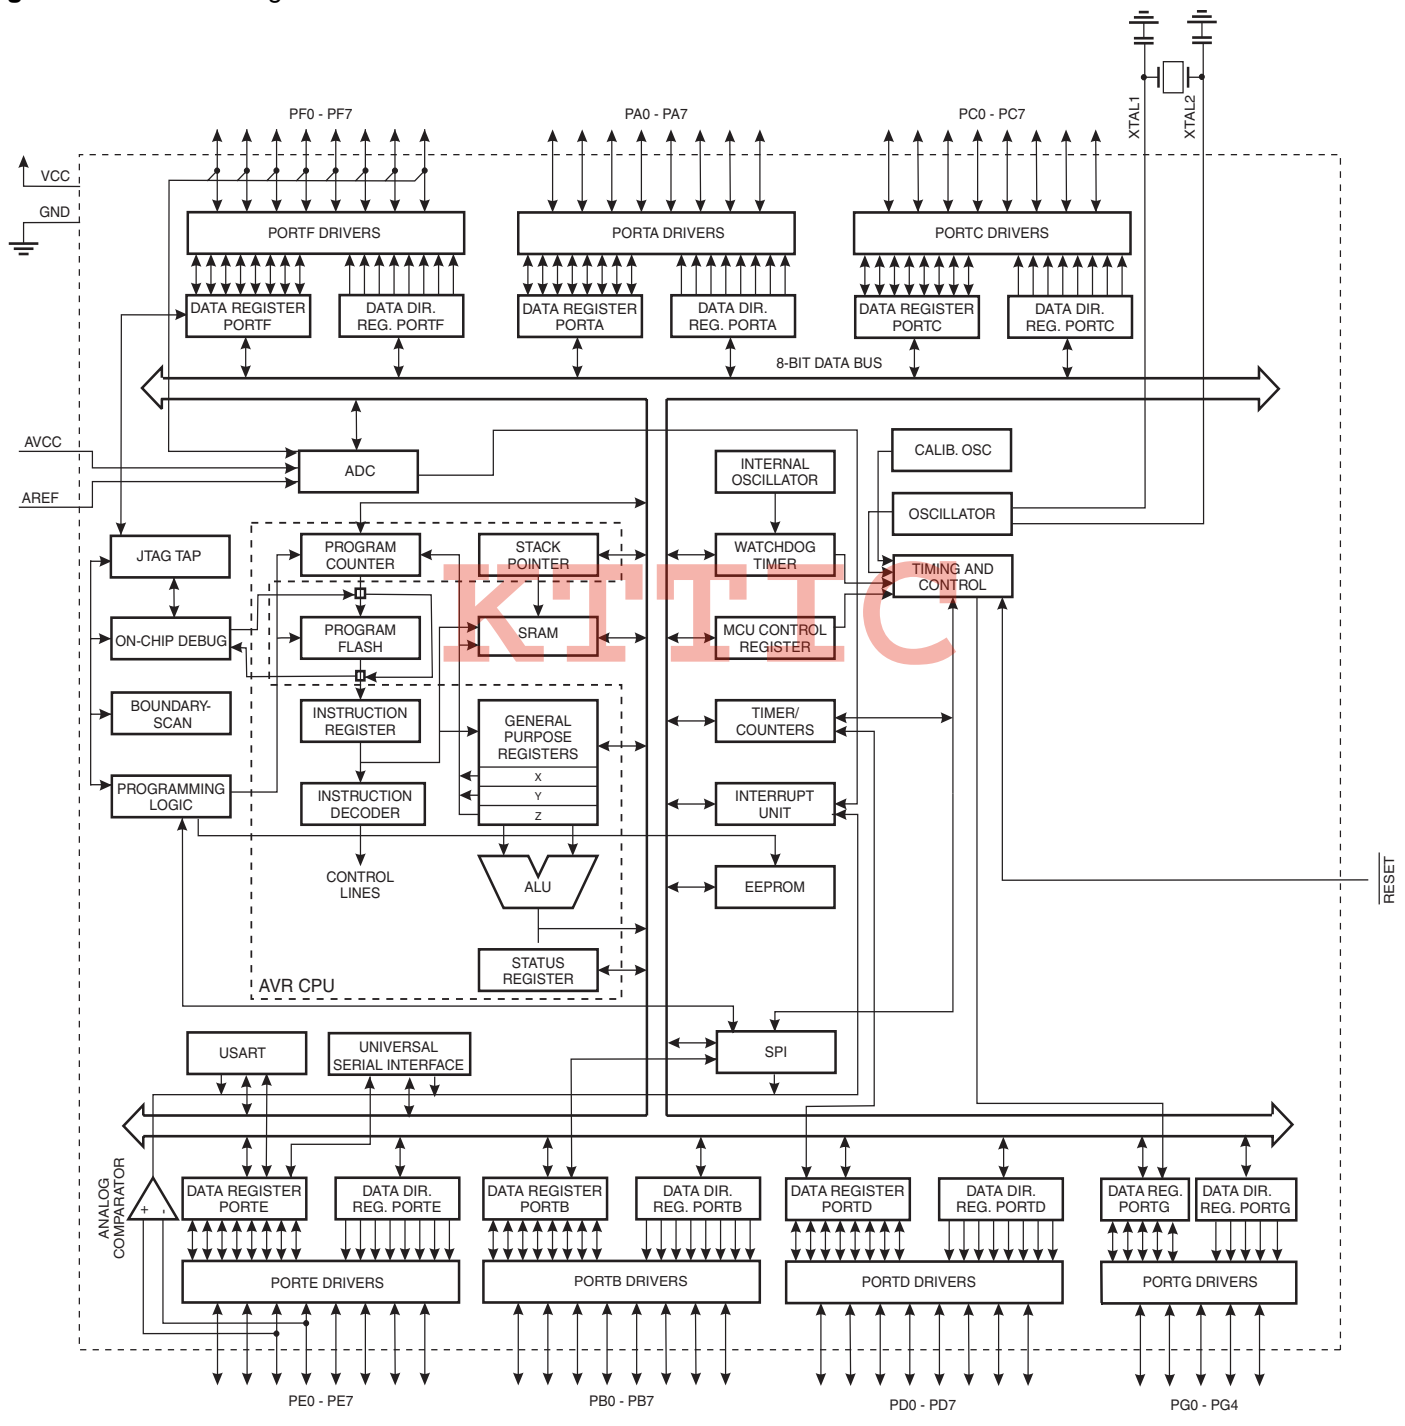 XTAL1
XTAL2
PF0 - PF7
PA0 - PA7
PC0 - PC7
VCC
GND
PORTF DRIVERS
PORTA DRIVERS
PORTC DRIVERS
DATA REGISTER
PORTF
DATA DIR.
REG. PORTF
DATA REGISTER
PORTA
DATA DIR.
REG. PORTA
DATA REGISTER
PORTC
DATA DIR.
REG. PORTC
8-BIT DATA BUS
AVCC
AREF
ADC
INTERNAL
OSCILLATOR
CALIB. OSC
OSCILLATOR
JTAG TAP
PROGRAM
COUNTER
STACK
POINTER
WATCHDOG
TIMER
TIMING AND
CONTROL
KTTIC
ON-CHIP DEBUG
PROGRAM
FLASH
SRAM
MCU CONTROL
REGISTER
BOUNDARY-
SCAN
INSTRUCTION
REGISTER
GENERAL
PURPOSE
REGISTERS
X
Y
Z
TIMER/
COUNTERS
PROGRAMMING
LOGIC
INSTRUCTION
DECODER
INTERRUPT
UNIT
CONTROL
LINES
ALU
EEPROM
RESET
STATUS
REGISTER
AVR CPU
USART
UNIVERSAL
SERIAL INTERFACE
SPI
ANALOG
COMPARATOR
+ -
DATA REGISTER
PORTE
DATA DIR.
REG. PORTE
DATA REGISTER
PORTB
DATA DIR.
REG. PORTB
DATA REGISTER
PORTD
DATA DIR.
REG. PORTD
DATA REG.
PORTG
DATA DIR.
REG. PORTG
PORTE DRIVERS
PORTB DRIVERS
PORTD DRIVERS
PORTG DRIVERS
PE0 - PE7
PB0 - PB7
PD0 - PD7
PG0 - PG4